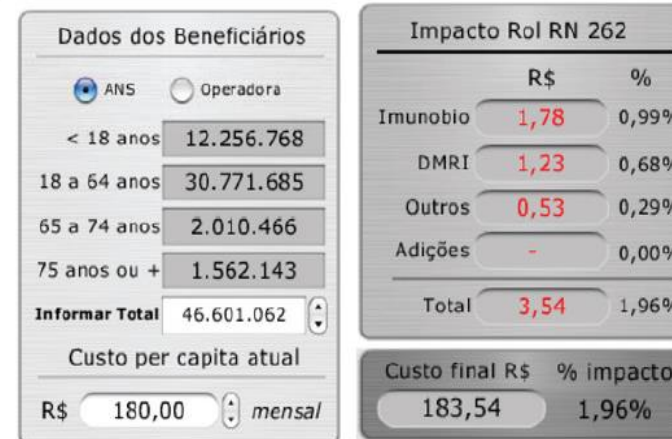 Dados dos Beneficiários
ANS Operadora
< 18 anos 12.256.768
18 a 64 anos 30.771.685
65 a 74 anos 2.010.466
75 anos ou + 1.562.143
Informar Total 46.601.062
Custo per capita atual
R$ 180,00 mensal
Impacto Rol RN 262
R$ %
Imunobio 1,78 0,99%
DMRI 1,23 0,68%
Outros 0,53 0,29%
Adições - 0,00%
Total 3,54 1,96%
Custo final R$ % impacto
183,54 1,96%